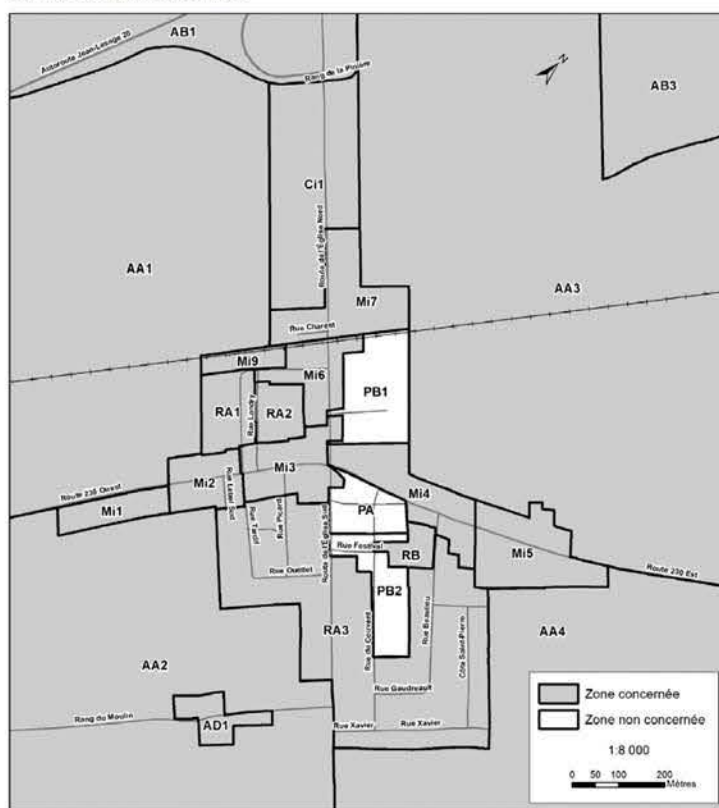 AB1
Autoroute Jean-Lesage 20
Rang de la Pinière
N
AB3
Ci1
Route de l'Église Nord
AA1
AA3
Mi7
Rue Charest
Mi9
Mi6
PB1
RA1
Rue Landry
RA2
Mi3
Route 230 Ouest
Mi2
Mi1
Rue Tardif
Rue Picard
Route de l'Église Sud
PA
Mi4
Mi5
Rue Festival
RB
Rue Ouellet
PB2
Route 230 Est
RA3
Rue du Couvent
Rue Beaulieu
Côte Saint-Pierre
AA4
AA2
Rue Gaudreault
Rang du Moulin
AD1
Rue Xavier
Rue Xavier
Zone concernée
Zone non concernée
1:8 000
0 50 100 200
Mètres